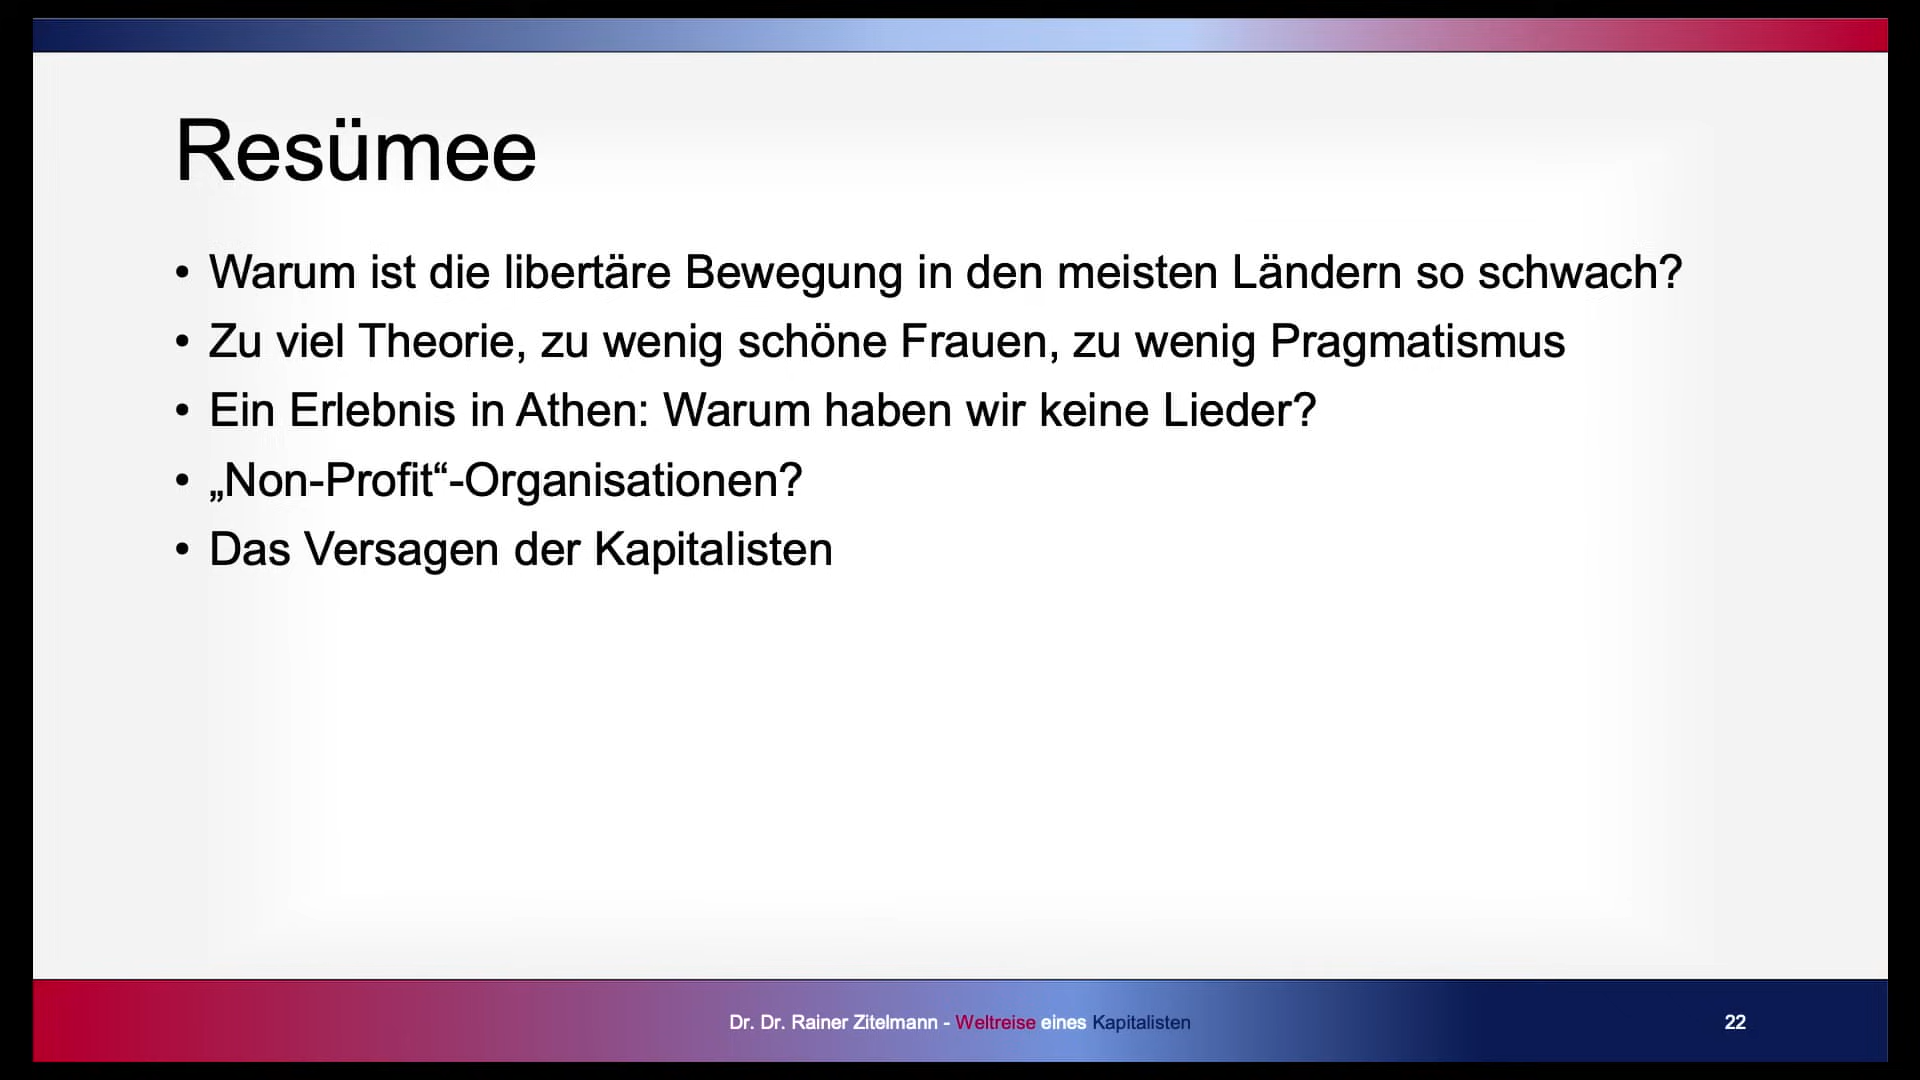 Resümee
• Warum ist die libertäre Bewegung in den meisten Ländern so schwach?
• Zu viel Theorie, zu wenig schöne Frauen, zu wenig Pragmatismus
• Ein Erlebnis in Athen: Warum haben wir keine Lieder?
• „Non-Profit“-Organisationen?
• Das Versagen der Kapitalisten
Dr. Dr. Rainer Zitelmann - Weltreise eines Kapitalisten
22